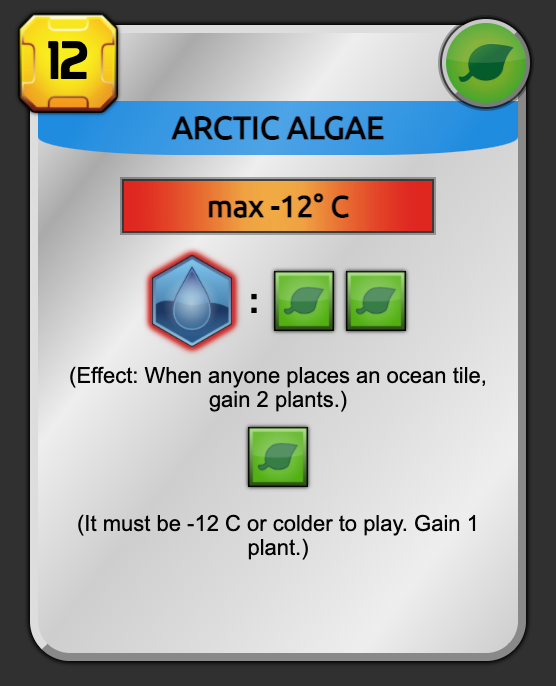 12
ARCTIC ALGAE
max -12° C
:
(Effect: When anyone places an ocean tile,
gain 2 plants.)
(It must be -12 C or colder to play. Gain 1
plant.)